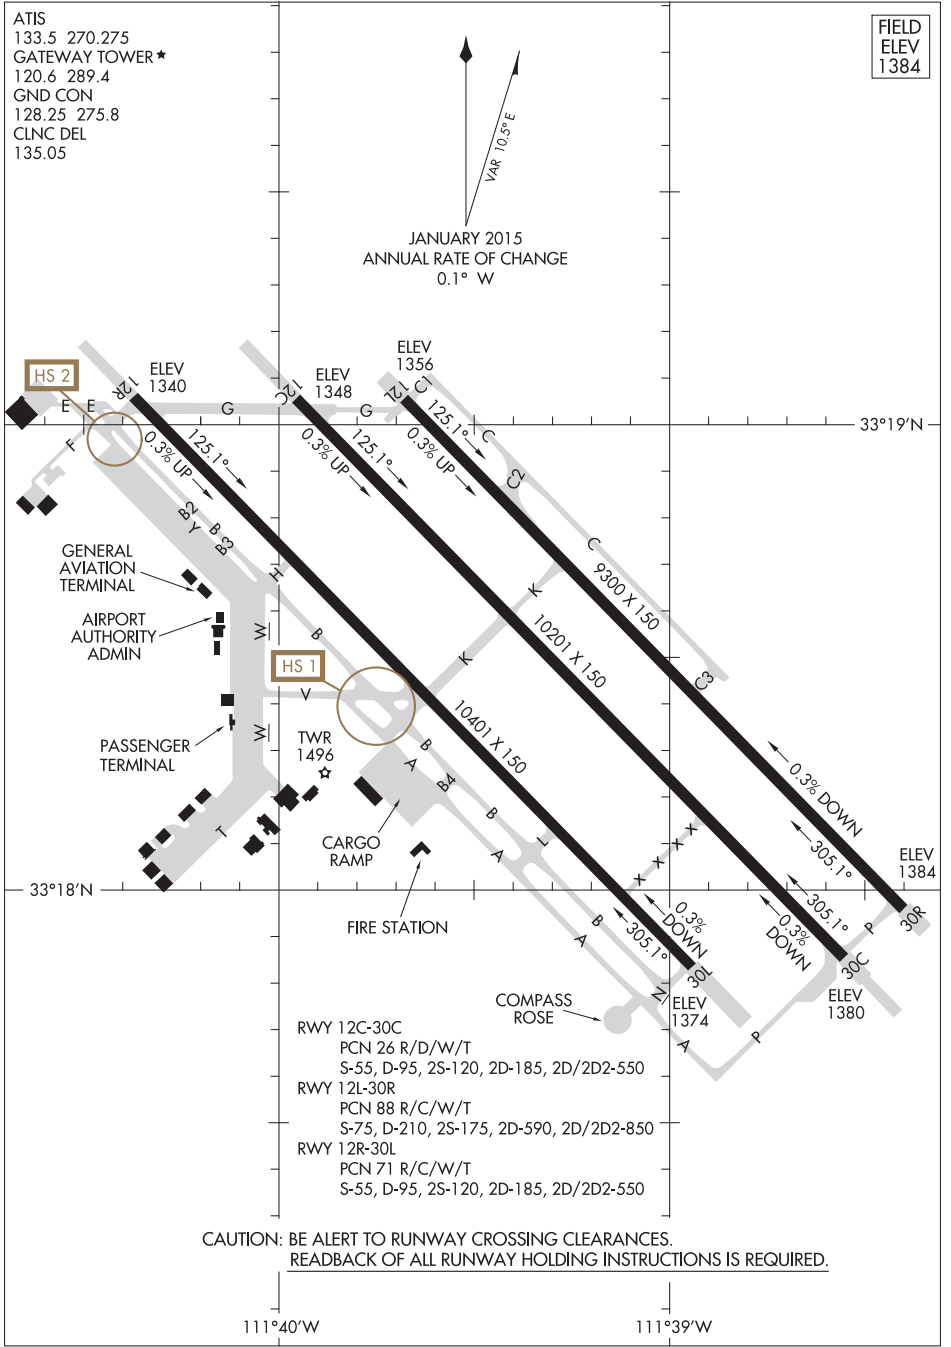 ATIS
133.5 270.275
GATEWAY TOWER★
120.6 289.4
GND CON
128.25 275.8
CLNC DEL
135.05
FIELD
ELEV
1384
VAR 10.5° E
JANUARY 2015
ANNUAL RATE OF CHANGE
0.1° W
HS 2
E
E
F
12R
ELEV
1340
G
12C
ELEV
1348
G
ELEV
1356
12L
C1
33°19'N
0.3% UP
125.1°
0.3% UP
125.1°
0.3% UP
125.1°
C
C2
C
C3
B2
Y
B
B3
H
GENERAL
AVIATION
TERMINAL
AIRPORT
AUTHORITY
ADMIN
W
B
K
K
9300 X 150
10201 X 150
10401 X 150
HS 1
V
W
PASSENGER
TERMINAL
TWR
1496
B
A
B4
B
A
L
T
CARGO
RAMP
FIRE STATION
X
X
X
X
33°18'N
0.3% DOWN
305.1°
ELEV
1384
30R
305.1°
0.3%
DOWN
P
30C
ELEV
1380
0.3%
DOWN
305.1°
30L
ELEV
1374
B
A
N
A
P
COMPASS
ROSE
RWY 12C-30C
PCN 26 R/D/W/T
S-55, D-95, 2S-120, 2D-185, 2D/2D2-550
RWY 12L-30R
PCN 88 R/C/W/T
S-75, D-210, 2S-175, 2D-590, 2D/2D2-850
RWY 12R-30L
PCN 71 R/C/W/T
S-55, D-95, 2S-120, 2D-185, 2D/2D2-550
CAUTION: BE ALERT TO RUNWAY CROSSING CLEARANCES.
READBACK OF ALL RUNWAY HOLDING INSTRUCTIONS IS REQUIRED.
111°40'W
111°39'W